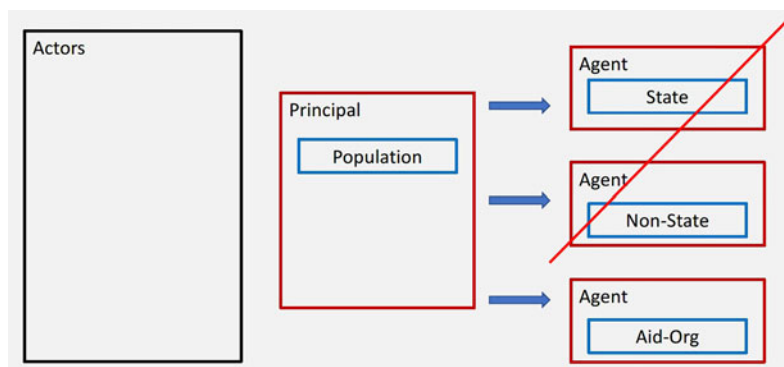 Actors
Principal
Population
Agent
State
Agent
Non-State
Agent
Aid-Org